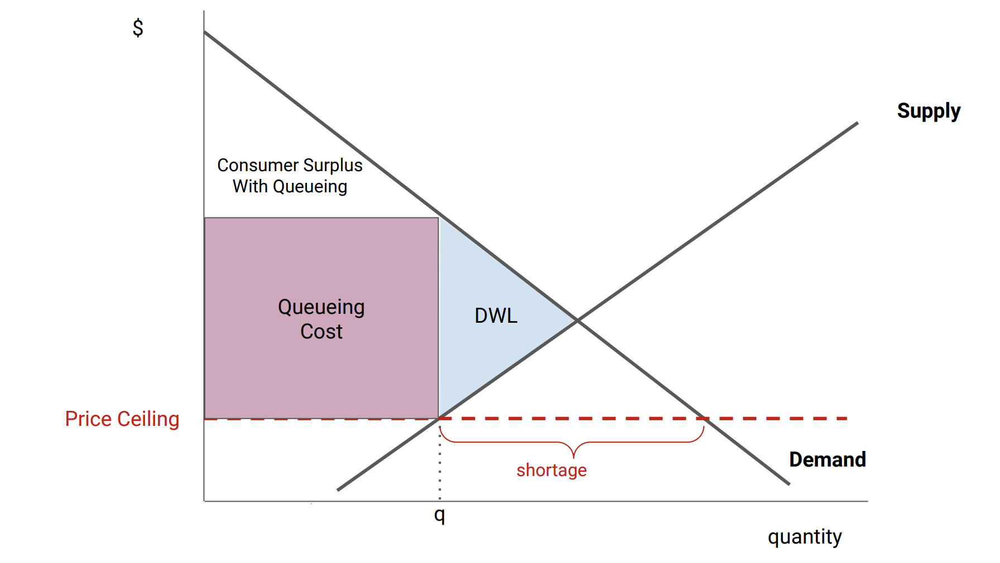 $
Supply
Consumer Surplus
With Queueing
Queueing
Cost
DWL
Price Ceiling
shortage
Demand
q
quantity